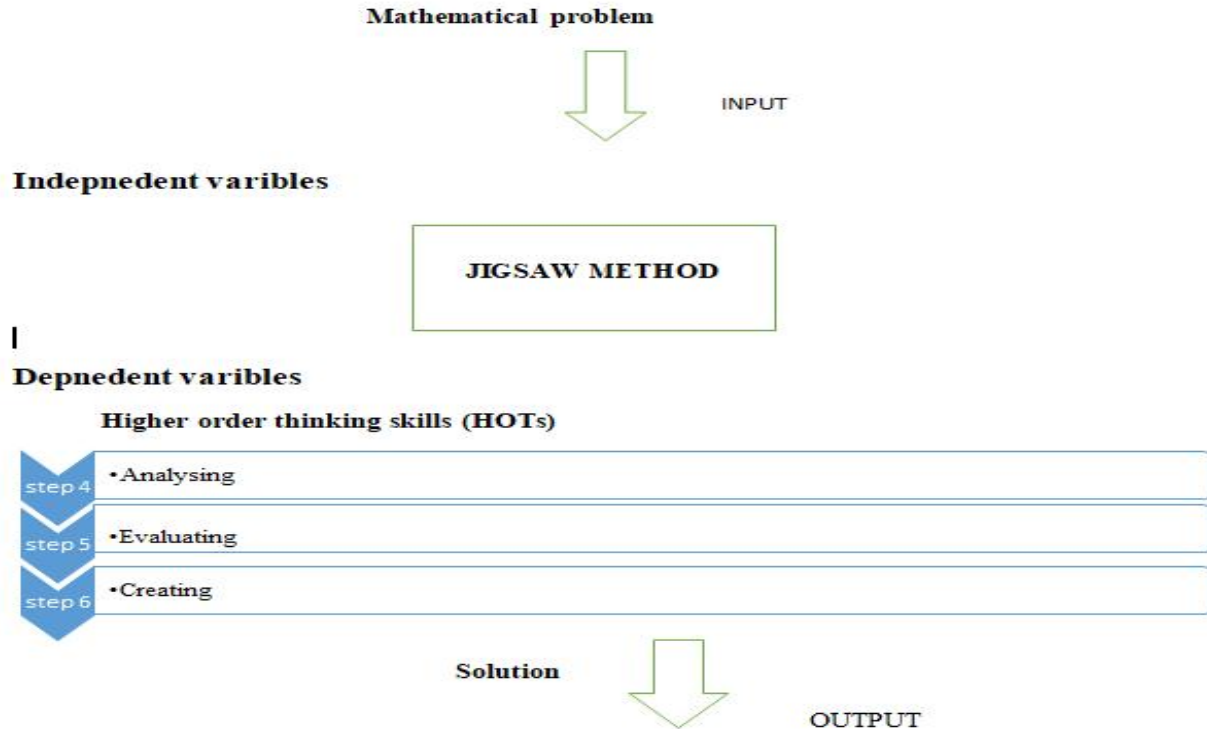 Mathematical problem
INPUT
Indepnedent varibles
JIGSAW METHOD
Depnedent varibles
Higher order thinking skills (HOTs)
step 4
•Analysing
step 5
•Evaluating
step 6
•Creating
Solution
OUTPUT